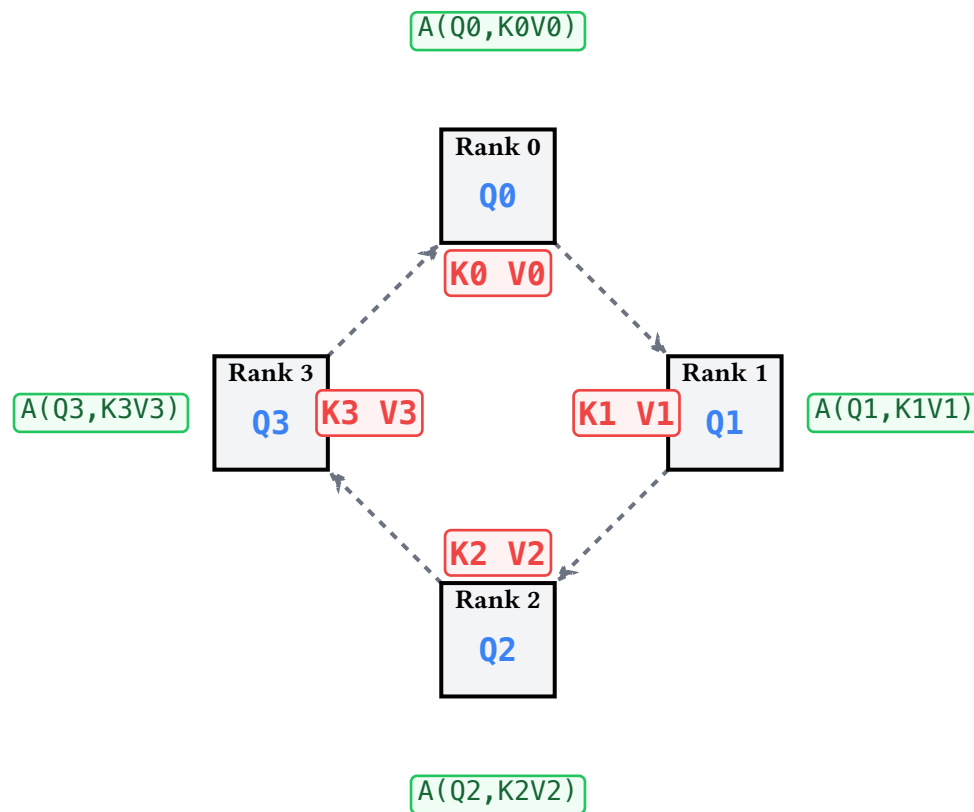 A(Q0,K0V0)
Rank 0
Q0
K0 V0
Rank 3
Q3
K3 V3
A(Q3,K3V3)
Rank 1
Q1
K1 V1
A(Q1,K1V1)
K2 V2
Rank 2
Q2
A(Q2,K2V2)